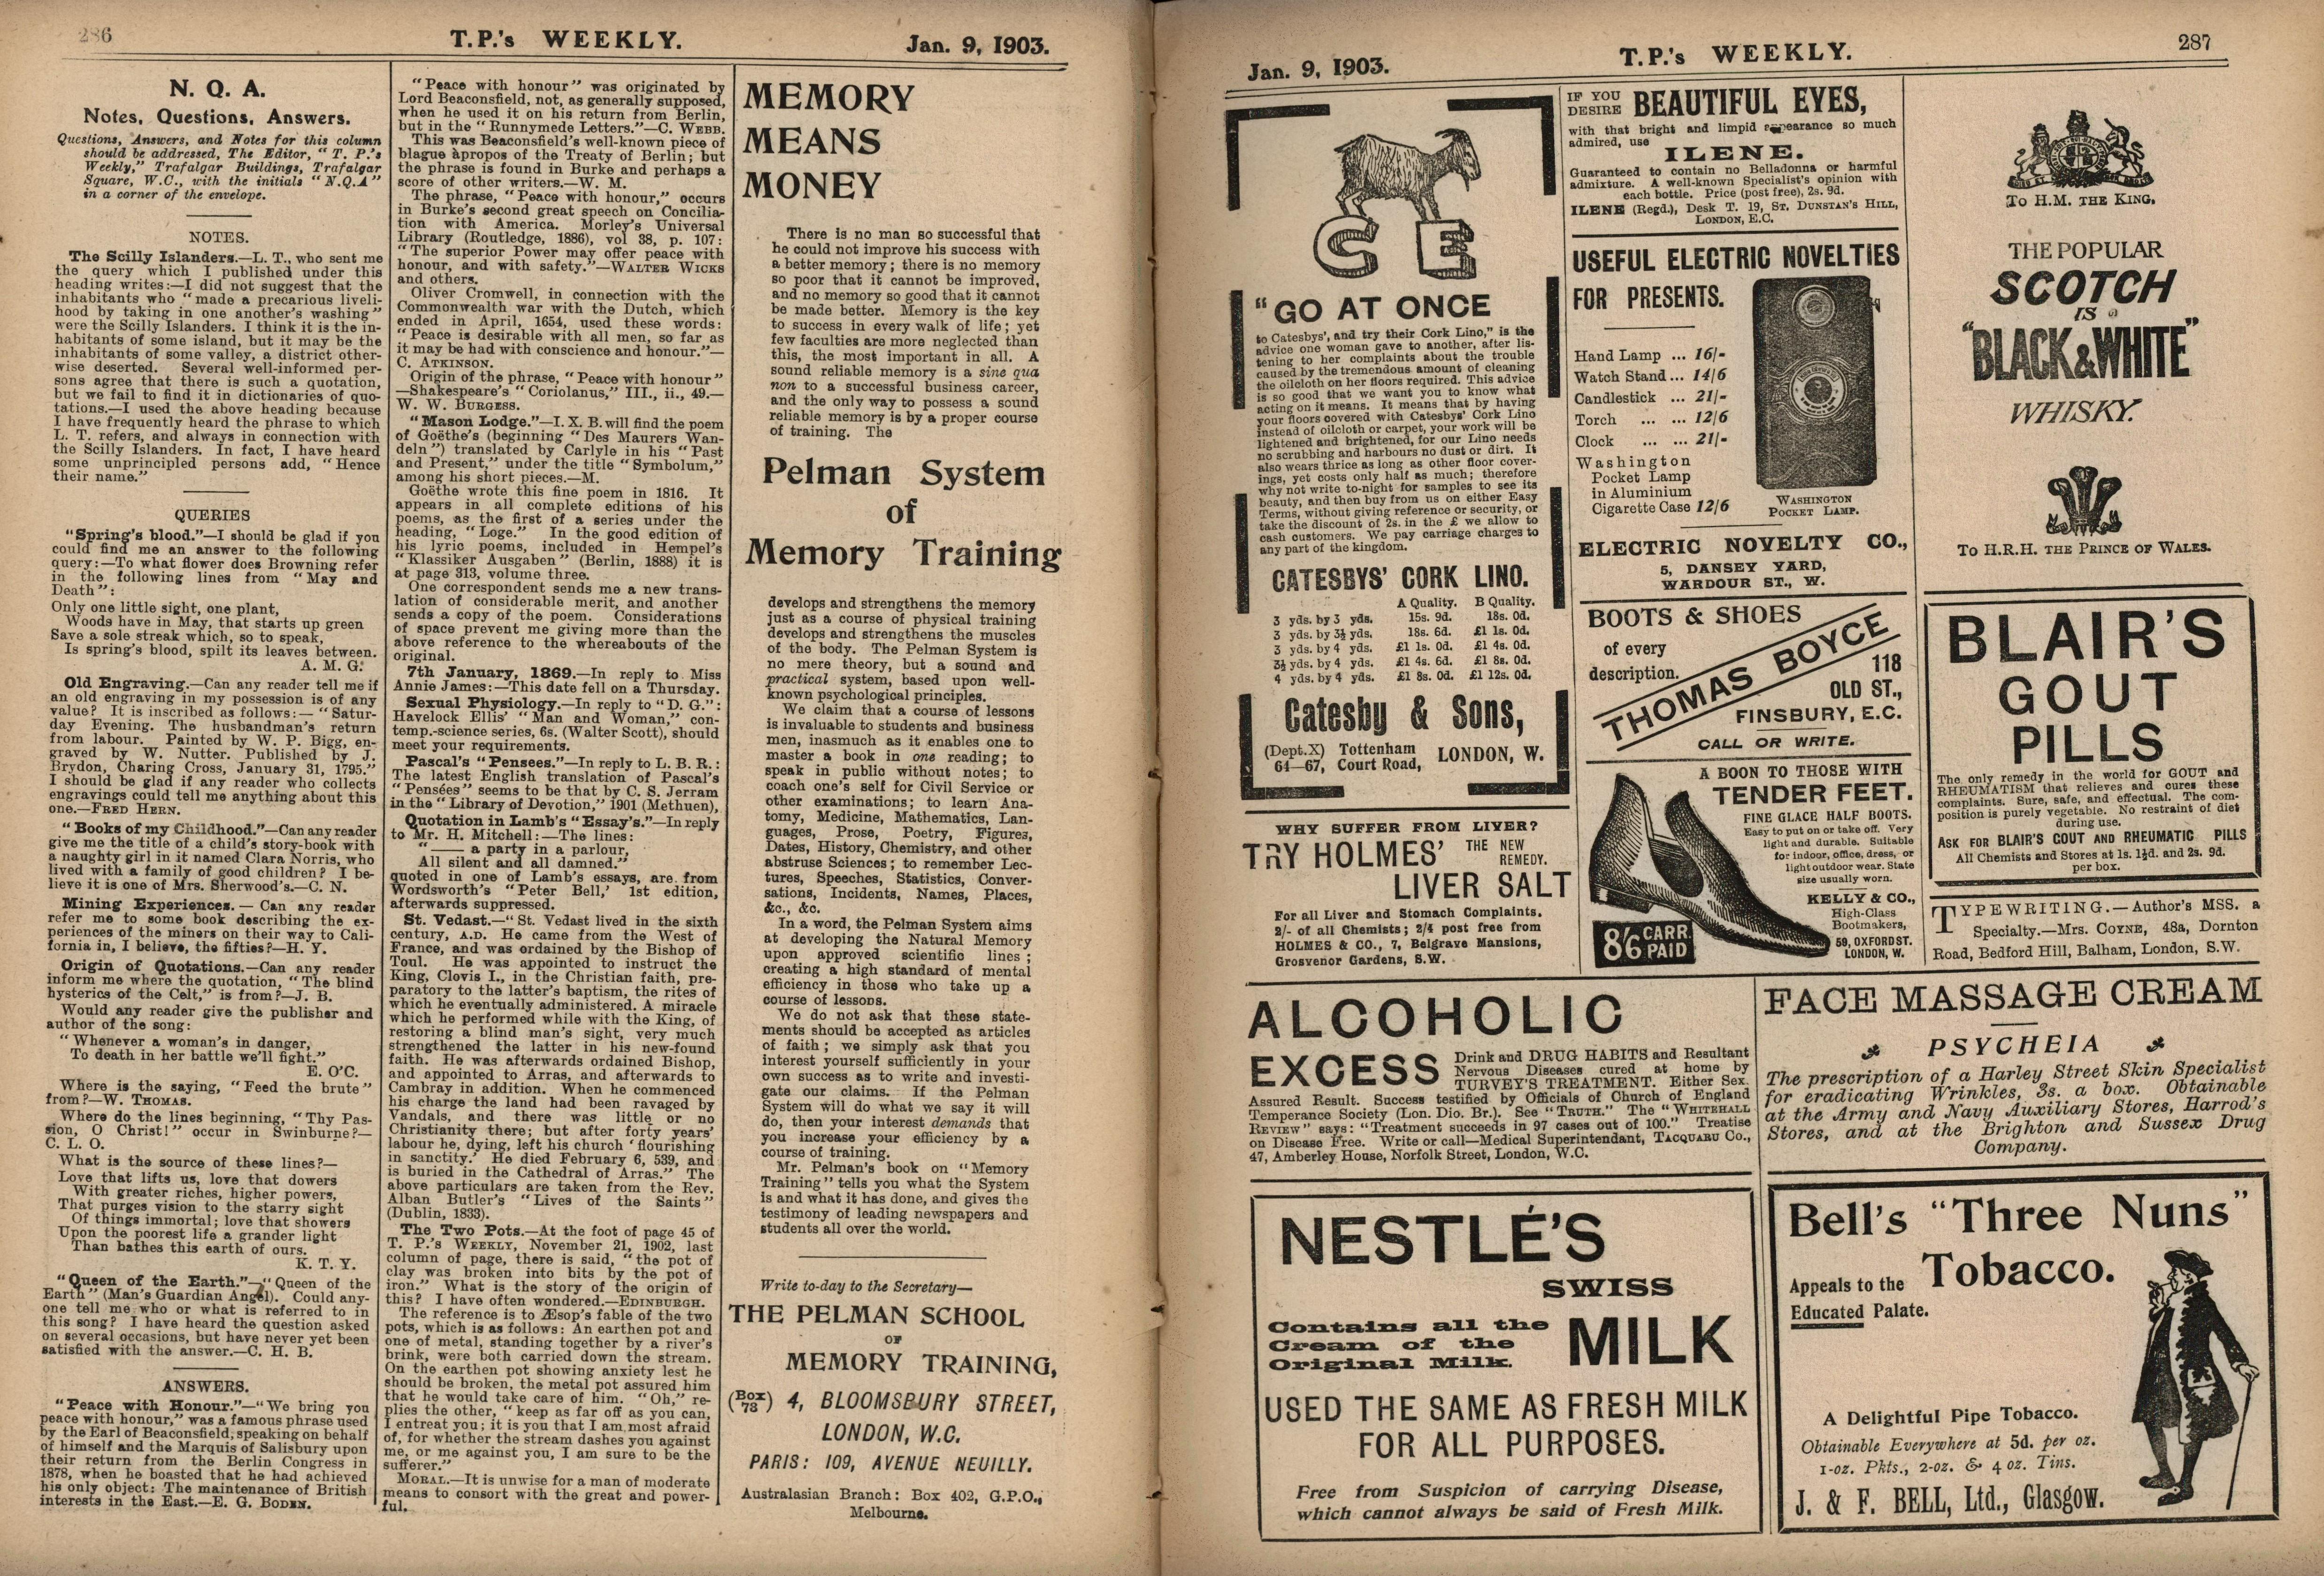 286
T.P.'s WEEKLY.
Jan. 9, 1903.
N. Q. A.
Notes, Questions, Answers.
Questions, Answers, and Notes for this column
should be addressed, The Editor, "T. P.'s
Weekly," Trafalgar Buildings, Trafalgar
Square, W.C., with the initials "N.Q.A"
in a corner of the envelope.
NOTES.
The Scilly Islanders.—L. T., who sent me
the query which I published under this
heading writes:—I did not suggest that the
inhabitants who "made a precarious liveli-
hood by taking in one another's washing"
were the Scilly Islanders. I think it is the in-
habitants of some island, but it may be the
inhabitants of some valley, a district other-
wise deserted. Several well-informed per-
sons agree that there is such a quotation,
but we fail to find it in dictionaries of quo-
tations.—I used the above heading because
I have frequently heard the phrase to which
L. T. refers, and always in connection with
the Scilly Islanders. In fact, I have heard
some unprincipled persons add, "Hence
their name."
QUERIES
"Spring's blood."—I should be glad if you
could find me an answer to the following
query:—To what flower does Browning refer
in the following lines from "May and
Death":
Only one little sight, one plant,
Woods have in May, that starts up green
Save a sole streak which, so to speak,
Is spring's blood, spilt its leaves between.
A. M. G.
Old Engraving.—Can any reader tell me if
an old engraving in my possession is of any
value? It is inscribed as follows:—"Satur-
day Evening. The husbandman's return
from labour. Painted by W. P. Bigg, en-
graved by W. Nutter. Published by J.
Brydon, Charing Cross, January 31, 1795."
I should be glad if any reader who collects
engravings could tell me anything about this
one.—FRED HERN.
"Books of my Childhood."—Can any reader
give me the title of a child's story-book with
a naughty girl in it named Clara Norris, who
lived with a family of good children? I be-
lieve it is one of Mrs. Sherwood's.—C. N.
Mining Experiences.—Can any reader
refer me to some book describing the ex-
periences of the miners on their way to Cali-
fornia in, I believe, the fifties?—H. Y.
Origin of Quotations.—Can any reader
inform me where the quotation, "The blind
hysterics of the Celt," is from?—J. B.
Would any reader give the publisher and
author of the song:
"Whenever a woman's in danger,
To death in her battle we'll fight."
E. O'C.
Where is the saying, "Feed the brute"
from?—W. THOMAS.
Where do the lines beginning, "Thy Pas-
sion, O Christ!" occur in Swinburne?—
C. L. O.
What is the source of these lines?—
Love that lifts us, love that dowers
With greater riches, higher powers,
That purges vision to the starry sight
Of things immortal; love that showers
Upon the poorest life a grander light
Than bathes this earth of ours.
K. T. Y.
"Queen of the Earth."—"Queen of the
Earth" (Man's Guardian Angel). Could any-
one tell me who or what is referred to in
this song? I have heard the question asked
on several occasions, but have never yet been
satisfied with the answer.—C. H. B.
ANSWERS.
"Peace with Honour."—"We bring you
peace with honour," was a famous phrase used
by the Earl of Beaconsfield, speaking on behalf
of himself and the Marquis of Salisbury upon
their return from the Berlin Congress in
1878, when he boasted that he had achieved
his only object: The maintenance of British
interests in the East.—E. G. BODEN.
"Peace with honour" was originated by
Lord Beaconsfield, not, as generally supposed,
when he used it on his return from Berlin,
but in the "Runnymede Letters."—C. WEBB.
This was Beaconsfield's well-known piece of
blague àpropos of the Treaty of Berlin; but
the phrase is found in Burke and perhaps a
score of other writers.—W. M.
The phrase, "Peace with honour," occurs
in Burke's second great speech on Concilia-
tion with America. Morley's Universal
Library (Routledge, 1886), vol 38, p. 107:
"The superior Power may offer peace with
honour, and with safety."—WALTER WICKS
and others.
Oliver Cromwell, in connection with the
Commonwealth war with the Dutch, which
ended in April, 1654, used these words:
"Peace is desirable with all men, so far as
it may be had with conscience and honour."—
C. ATKINSON.
Origin of the phrase, "Peace with honour"
—Shakespeare's "Coriolanus," III., ii., 49.—
W. W. BURGESS.
"Mason Lodge."—I. X. B. will find the poem
of Goëthe's (beginning "Des Maurers Wan-
deln") translated by Carlyle in his "Past
and Present," under the title "Symbolum,"
among his short pieces.—M.
Goëthe wrote this fine poem in 1816. It
appears in all complete editions of his
poems, as the first of a series under the
heading, "Loge." In the good edition of
his lyric poems, included in Hempel's
"Klassiker Ausgaben" (Berlin, 1888) it is
at page 313, volume three.
One correspondent sends me a new trans-
lation of considerable merit, and another
sends a copy of the poem. Considerations
of space prevent me giving more than the
above reference to the whereabouts of the
original.
7th January, 1869.—In reply to Miss
Annie James:—This date fell on a Thursday.
Sexual Physiology.—In reply to "D. G.":
Havelock Ellis' "Man and Woman," con-
temp.-science series, 6s. (Walter Scott), should
meet your requirements.
Pascal's "Pensees."—In reply to L. B. R.:
The latest English translation of Pascal's
"Pensées" seems to be that by C. S. Jerram
in the "Library of Devotion," 1901 (Methuen),
Quotation in Lamb's "Essay's."—In reply
to Mr. H. Mitchell:—The lines:
"—— a party in a parlour,
All silent and all damned."
quoted in one of Lamb's essays, are from
Wordsworth's "Peter Bell,' 1st edition,
afterwards suppressed.
St. Vedast.—"St. Vedast lived in the sixth
century, A.D. He came from the West of
France, and was ordained by the Bishop of
Toul. He was appointed to instruct the
King, Clovis I., in the Christian faith, pre-
paratory to the latter's baptism, the rites of
which he eventually administered. A miracle
which he performed while with the King, of
restoring a blind man's sight, very much
strengthened the latter in his new-found
faith. He was afterwards ordained Bishop,
and appointed to Arras, and afterwards to
Cambray in addition. When he commenced
his charge the land had been ravaged by
Vandals, and there was little or no
Christianity there; but after forty years'
labour he, dying, left his church 'flourishing
in sanctity.' He died February 6, 539, and
is buried in the Cathedral of Arras." The
above particulars are taken from the Rev.
Alban Butler's "Lives of the Saints"
(Dublin, 1833).
The Two Pots.—At the foot of page 45 of
T. P.'S WEEKLY, November 21, 1902, last
column of page, there is said, "the pot of
clay was broken into bits by the pot of
iron." What is the story of the origin of
this? I have often wondered.—EDINBURGH.
The reference is to Æsop's fable of the two
pots, which is as follows: An earthen pot and
one of metal, standing together by a river's
brink, were both carried down the stream.
On the earthen pot showing anxiety lest he
should be broken, the metal pot assured him
that he would take care of him. "Oh," re-
plies the other, "keep as far off as you can,
I entreat you; it is you that I am most afraid
of, for whether the stream dashes you against
me, or me against you, I am sure to be the
sufferer."
MORAL.—It is unwise for a man of moderate
means to consort with the great and power-
ful.
MEMORY
MEANS
MONEY
There is no man so successful that
he could not improve his success with
a better memory; there is no memory
so poor that it cannot be improved,
and no memory so good that it cannot
be made better. Memory is the key
to success in every walk of life; yet
few faculties are more neglected than
this, the most important in all. A
sound reliable memory is a sine qua
non to a successful business career,
and the only way to possess a sound
reliable memory is by a proper course
of training. The
Pelman System
of
Memory Training
develops and strengthens the memory
just as a course of physical training
develops and strengthens the muscles
of the body. The Pelman System is
no mere theory, but a sound and
practical system, based upon well-
known psychological principles.
We claim that a course of lessons
is invaluable to students and business
men, inasmuch as it enables one to
master a book in one reading; to
speak in public without notes; to
coach one's self for Civil Service or
other examinations; to learn Ana-
tomy, Medicine, Mathematics, Lan-
guages, Prose, Poetry, Figures,
Dates, History, Chemistry, and other
abstruse Sciences; to remember Lec-
tures, Speeches, Statistics, Conver-
sations, Incidents, Names, Places,
&c., &c.
In a word, the Pelman System aims
at developing the Natural Memory
upon approved scientific lines;
creating a high standard of mental
efficiency in those who take up a
course of lessons.
We do not ask that these state-
ments should be accepted as articles
of faith; we simply ask that you
interest yourself sufficiently in your
own success as to write and investi-
gate our claims. If the Pelman
System will do what we say it will
do, then your interest demands that
you increase your efficiency by a
course of training.
Mr. Pelman's book on "Memory
Training" tells you what the System
is and what it has done, and gives the
testimony of leading newspapers and
students all over the world.
Write to-day to the Secretary—
THE PELMAN SCHOOL
OF
MEMORY TRAINING,
(Box 73) 4, BLOOMSBURY STREET,
LONDON, W.C.
PARIS: 109, AVENUE NEUILLY.
Australasian Branch: Box 402, G.P.O.,
Melbourne.
Jan. 9, 1903.
T.P.'s WEEKLY.
287
C E
"GO AT ONCE
to Catesbys', and try their Cork Lino," is the
advice one woman gave to another, after lis-
tening to her complaints about the trouble
caused by the tremendous amount of cleaning
the oilcloth on her floors required. This advice
is so good that we want you to know what
acting on it means. It means that by having
your floors covered with Catesbys' Cork Lino
instead of oilcloth or carpet, your work will be
lightened and brightened, for our Lino needs
no scrubbing and harbours no dust or dirt. It
also wears thrice as long as other floor cover-
ings, yet costs only half as much; therefore
why not write to-night for samples to see its
beauty, and then buy from us on either Easy
Terms, without giving reference or security, or
take the discount of 2s. in the £ we allow to
cash customers. We pay carriage charges to
any part of the kingdom.
CATESBYS' CORK LINO.
A Quality. B Quality.
3 yds. by 3 yds. 15s. 9d. 18s. 0d.
3 yds. by 3½ yds. 18s. 6d. £1 1s. 0d.
3 yds. by 4 yds. £1 1s. 0d. £1 4s. 0d.
3½ yds. by 4 yds. £1 4s. 6d. £1 8s. 0d.
4 yds. by 4 yds. £1 8s. 0d. £1 12s. 0d.
Catesby & Sons,
(Dept.X) Tottenham
64—67, Court Road, LONDON, W.
WHY SUFFER FROM LIVER?
TRY HOLMES' THE NEW REMEDY.
LIVER SALT
For all Liver and Stomach Complaints.
2/- of all Chemists; 2/4 post free from
HOLMES & CO., 7, Belgrave Mansions,
Grosvenor Gardens, S.W.
IF YOU DESIRE BEAUTIFUL EYES,
with that bright and limpid appearance so much
admired, use
ILENE.
Guaranteed to contain no Belladonna or harmful
admixture. A well-known Specialist's opinion with
each bottle. Price (post free), 2s. 9d.
ILENE (Regd.), Desk T. 19, ST. DUNSTAN'S HILL,
LONDON, E.C.
USEFUL ELECTRIC NOVELTIES
FOR PRESENTS.
Hand Lamp ... 16/-
Watch Stand ... 14/6
Candlestick ... 21/-
Torch ... ... 12/6
Clock ... ... 21/-
Washington
Pocket Lamp
in Aluminium
Cigarette Case 12/6
WASHINGTON
POCKET LAMP.
ELECTRIC NOVELTY CO.,
5, DANSEY YARD,
WARDOUR ST., W.
BOOTS & SHOES
of every
description.
THOMAS BOYCE
118
OLD ST.,
FINSBURY, E.C.
CALL OR WRITE.
A BOON TO THOSE WITH
TENDER FEET.
FINE GLACE HALF BOOTS.
Easy to put on or take off. Very
light and durable. Suitable
for indoor, office, dress, or
light outdoor wear. State
size usually worn.
KELLY & CO.,
High-Class
Bootmakers,
59, OXFORD ST.
LONDON, W.
8/6 CARR. PAID
To H.M. THE KING.
THE POPULAR
SCOTCH
IS
"BLACK & WHITE"
WHISKY.
To H.R.H. THE PRINCE OF WALES.
BLAIR'S
GOUT
PILLS
The only remedy in the world for GOUT and
RHEUMATISM that relieves and cures these
complaints. Sure, safe, and effectual. The com-
position is purely vegetable. No restraint of diet
during use.
ASK FOR BLAIR'S GOUT AND RHEUMATIC PILLS
All Chemists and Stores at 1s. 1½d. and 2s. 9d.
per box.
TYPEWRITING.—Author's MSS. a
Specialty.—Mrs. COYNE, 48a, Dornton
Road, Bedford Hill, Balham, London, S.W.
ALCOHOLIC
EXCESS
Drink and DRUG HABITS and Resultant
Nervous Diseases cured at home by
TURVEY'S TREATMENT. Either Sex.
Assured Result. Success testified by Officials of Church of England
Temperance Society (Lon. Dio. Br.). See "TRUTH." The "WHITEHALL
REVIEW" says: "Treatment succeeds in 97 cases out of 100." Treatise
on Disease Free. Write or call—Medical Superintendent, TACQUARU Co.,
47, Amberley House, Norfolk Street, London, W.C.
FACE MASSAGE CREAM
PSYCHEIA
The prescription of a Harley Street Skin Specialist
for eradicating Wrinkles, 3s. a box. Obtainable
at the Army and Navy Auxiliary Stores, Harrod's
Stores, and at the Brighton and Sussex Drug
Company.
NESTLÉ'S
SWISS
MILK
Contains all the
Cream of the
Original Milk.
USED THE SAME AS FRESH MILK
FOR ALL PURPOSES.
Free from Suspicion of carrying Disease,
which cannot always be said of Fresh Milk.
Bell's "Three Nuns"
Tobacco.
Appeals to the
Educated Palate.
A Delightful Pipe Tobacco.
Obtainable Everywhere at 5d. per oz.
1-oz. Pkts., 2-oz. & 4 oz. Tins.
J. & F. BELL, Ltd., Glasgow.